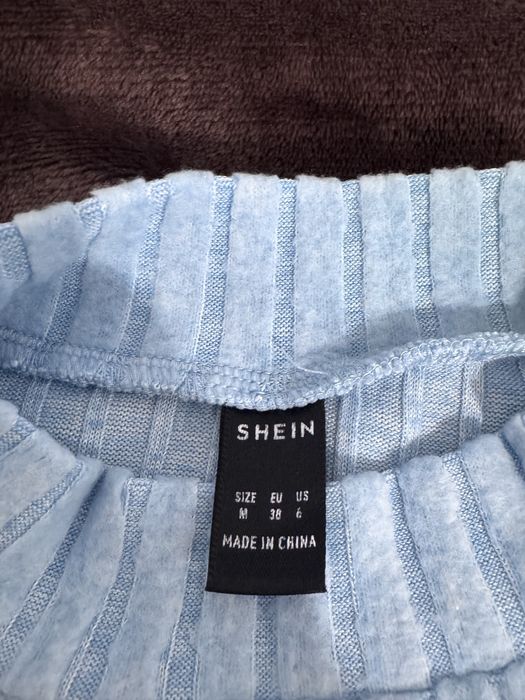 SHEIN
SIZE EU US
M 38 6
MADE IN CHINA